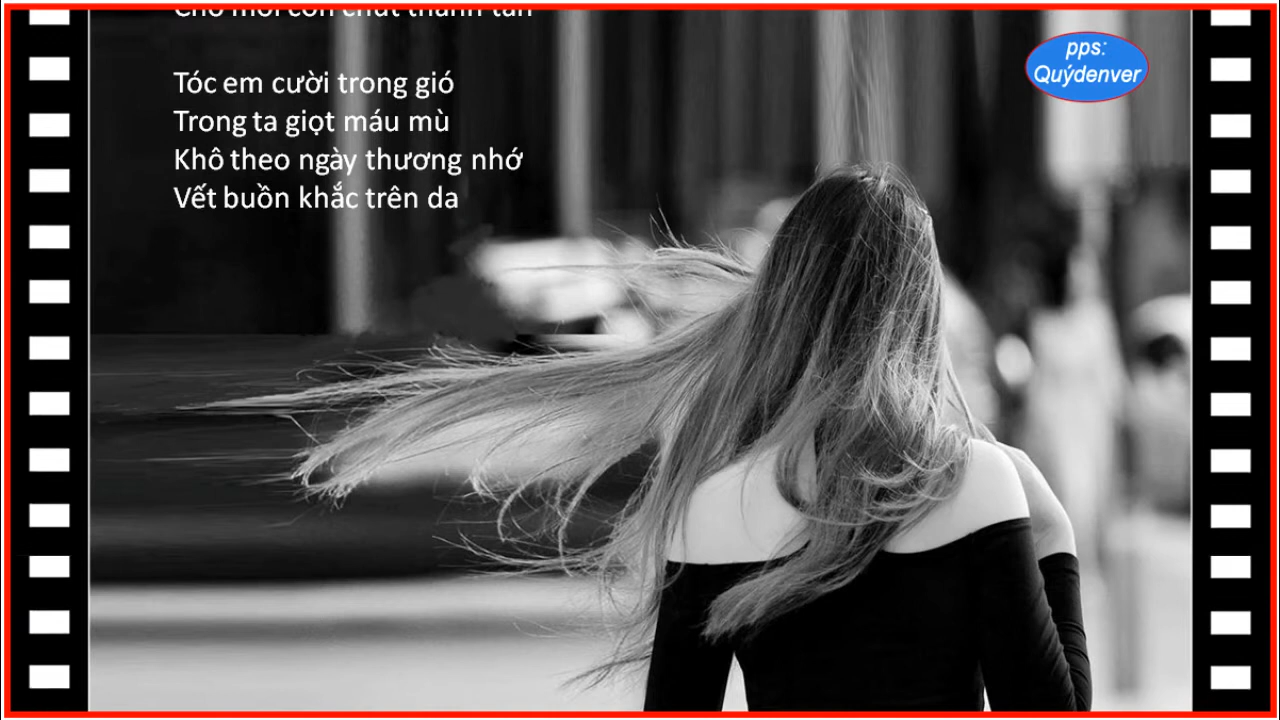 Tóc em cười trong gió
Trong ta giọt máu mù
Khô theo ngày thương nhớ
Vết buồn khắc trên da
pps:
Quýdenver